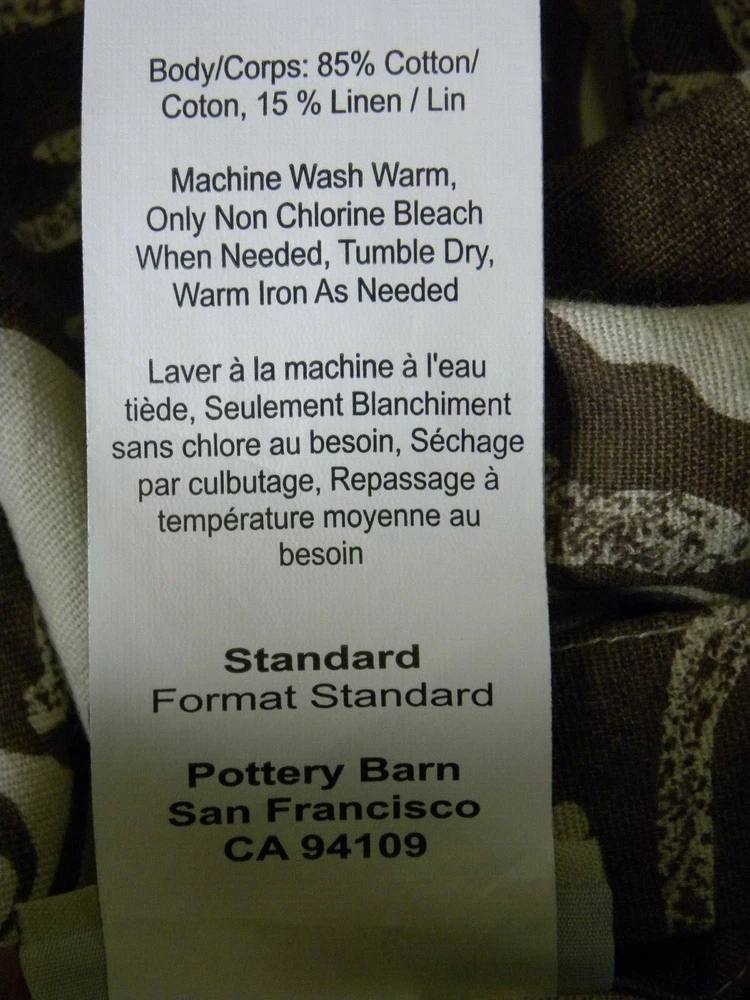 Body/Corps: 85% Cotton/
Coton, 15 % Linen / Lin
Machine Wash Warm,
Only Non Chlorine Bleach
When Needed, Tumble Dry,
Warm Iron As Needed
Laver à la machine à l'eau
tiède, Seulement Blanchiment
sans chlore au besoin, Séchage
par culbutage, Repassage à
température moyenne au
besoin
Standard
Format Standard
Pottery Barn
San Francisco
CA 94109